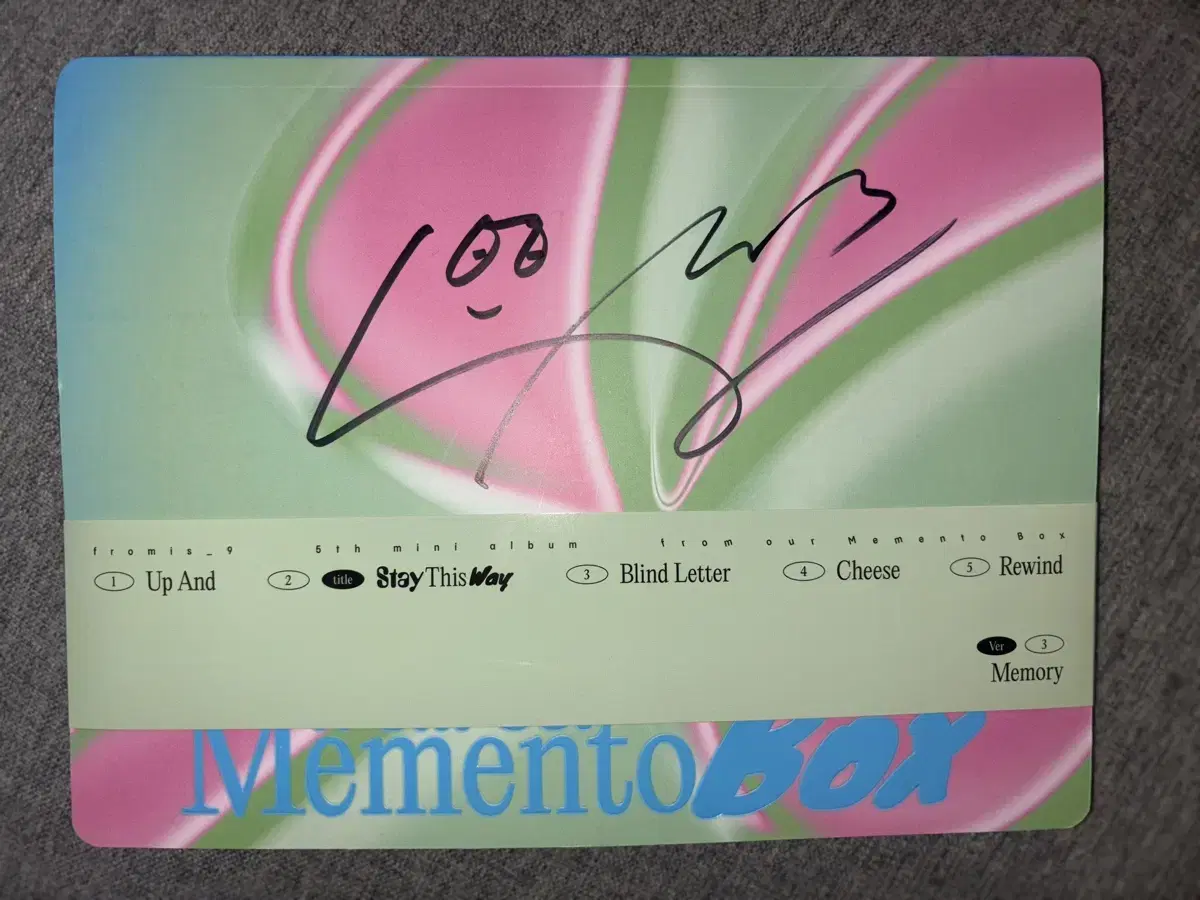 fromis_9 5th mini album from our Memento Box
1 Up And 2 title Stay This Way 3 Blind Letter 4 Cheese 5 Rewind
Ver 3
Memory
Memento Box